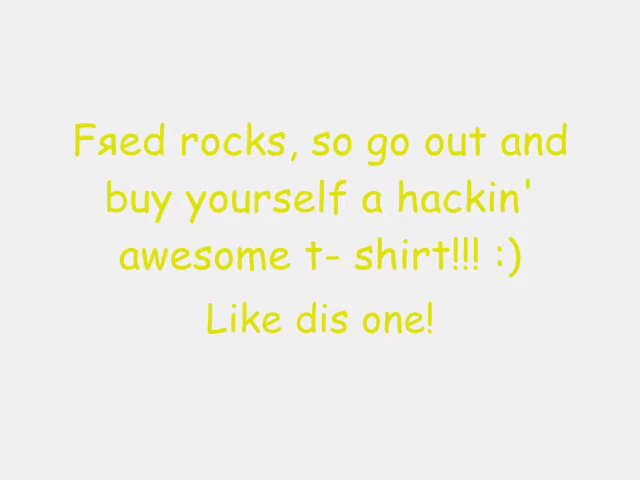 Fяed rocks, so go out and
buy yourself a hackin'
awesome t- shirt!!! :)
Like dis one!